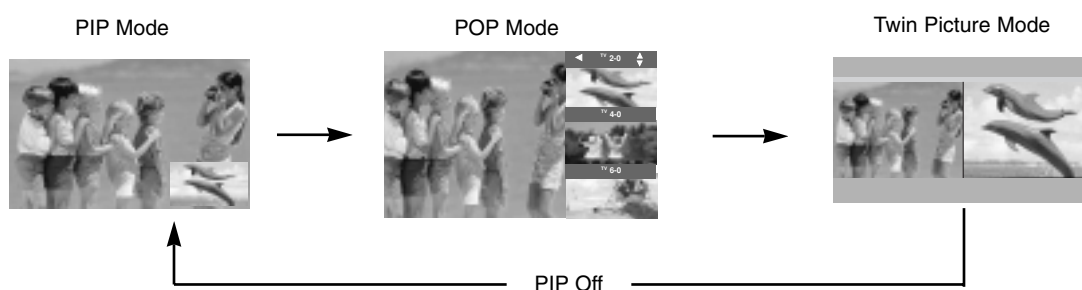 PIP Mode
POP Mode
Twin Picture Mode
TV 2-0
TV 4-0
TV 6-0
PIP Off